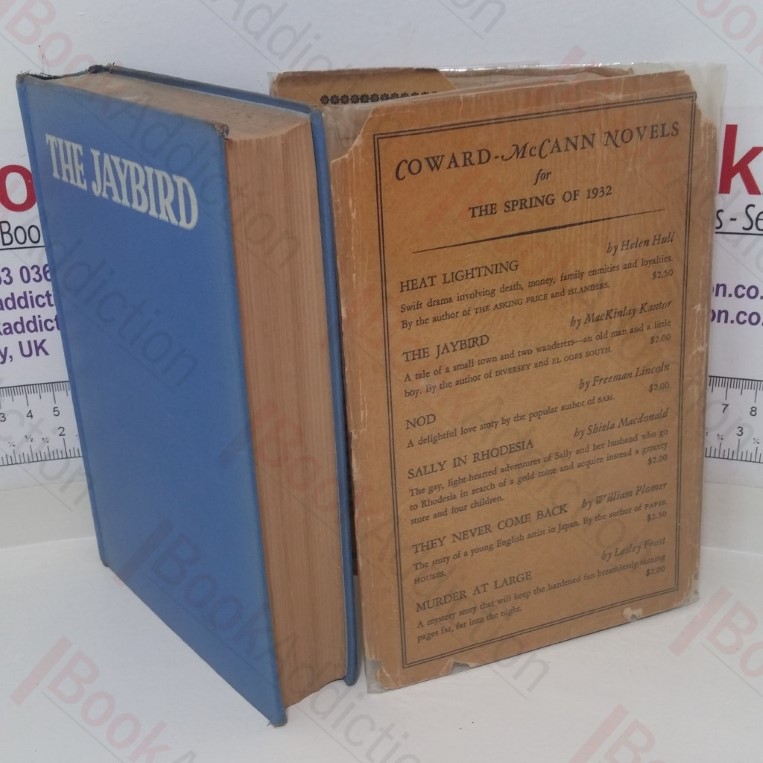 THE JAYBIRD
COWARD-McCANN NOVELS
for
THE SPRING OF 1932
HEAT LIGHTNING by Helen Hull
Swift drama involving death, money, family enmities and loyalties.
By the author of THE ASKING PRICE and ISLANDERS. $2.50
THE JAYBIRD by MacKinlay Kantor
A tale of a small town and two wanderers—an old man and a little
boy. By the author of DIVERSEY and EL GOES SOUTH. $2.00
NOD by Freeman Lincoln
A delightful love story by the popular author of SAM. $2.00
SALLY IN RHODESIA by Sheila Macdonald
The gay, light-hearted adventures of Sally and her husband who go
to Rhodesia in search of a gold mine and acquire instead a grocery
store and four children. $2.00
THEY NEVER COME BACK by William Plomer
The story of a young English artist in Japan. By the author of PAPER
HOUSES. $2.50
MURDER AT LARGE by Lesley Frost
A mystery story that will keep the hardened fan breathlessly turning
pages far, far into the night. $2.00
BookAddiction
3 4 5
1 2
7 8